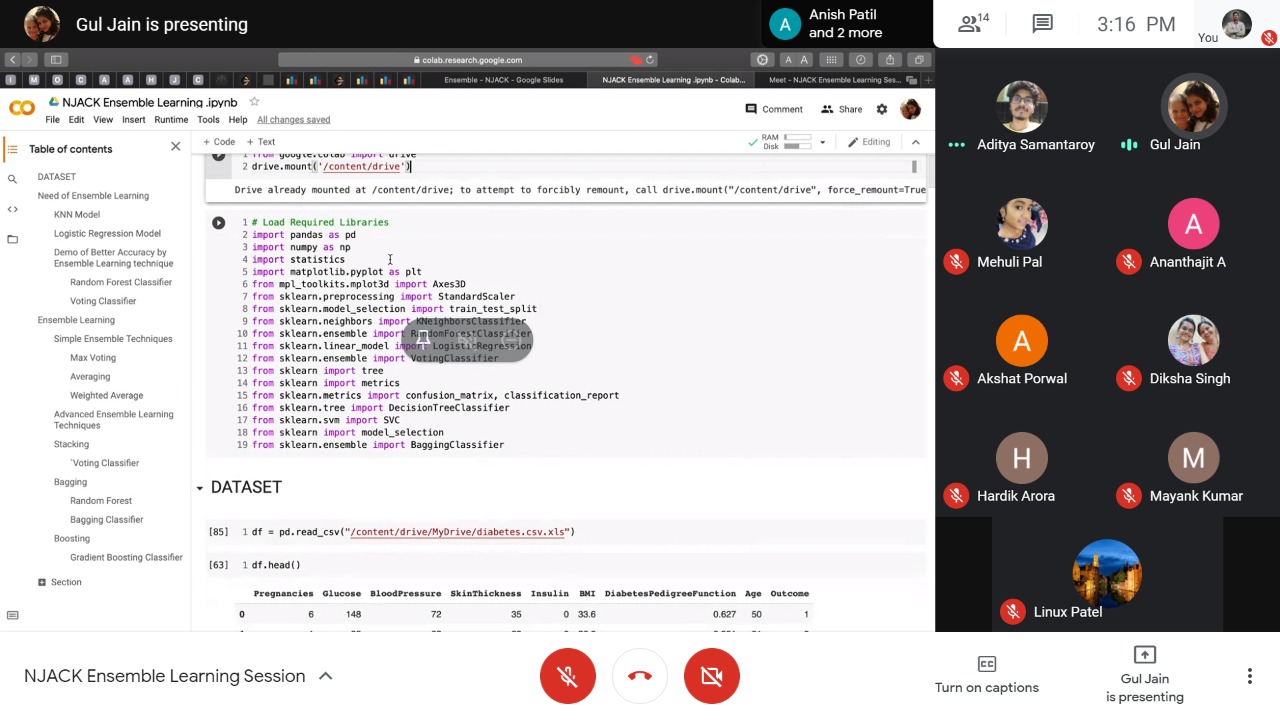 Gul Jain is presenting
A
Anish Patil
and 2 more
14
3:16 PM
You
colab.research.google.com
A A
I M O C A A H J C
Ensemble - NJACK - Google Slides
NJACK Ensemble Learning .ipynb - Colab...
Meet - NJACK Ensemble Learning Ses...
CO
NJACK Ensemble Learning .ipynb
File Edit View Insert Runtime Tools Help All changes saved
Comment
Share
Table of contents
+ Code + Text
RAM
Disk
Editing
DATASET
Need of Ensemble Learning
KNN Model
Logistic Regression Model
Demo of Better Accuracy by
Ensemble Learning technique
Random Forest Classifier
Voting Classifier
Ensemble Learning
Simple Ensemble Techniques
Max Voting
Averaging
Weighted Average
Advanced Ensemble Learning
Techniques
Stacking
`Voting Classifier
Bagging
Random Forest
Bagging Classifier
Boosting
Gradient Boosting Classifier
Section
1 from google.colab import drive
2 drive.mount('/content/drive')
Drive already mounted at /content/drive; to attempt to forcibly remount, call drive.mount("/content/drive", force_remount=True
1 # Load Required Libraries
2 import pandas as pd
3 import numpy as np
4 import statistics
5 import matplotlib.pyplot as plt
6 from mpl_toolkits.mplot3d import Axes3D
7 from sklearn.preprocessing import StandardScaler
8 from sklearn.model_selection import train_test_split
9 from sklearn.neighbors import KNeighborsClassifier
10 from sklearn.ensemble import RandomForestClassifier
11 from sklearn.linear_model import LogisticRegression
12 from sklearn.ensemble import VotingClassifier
13 from sklearn import tree
14 from sklearn import metrics
15 from sklearn.metrics import confusion_matrix, classification_report
16 from sklearn.tree import DecisionTreeClassifier
17 from sklearn.svm import SVC
18 from sklearn import model_selection
19 from sklearn.ensemble import BaggingClassifier
DATASET
[85] 1 df = pd.read_csv("/content/drive/MyDrive/diabetes.csv.xls")
[63] 1 df.head()
Pregnancies Glucose BloodPressure SkinThickness Insulin BMI DiabetesPedigreeFunction Age Outcome
0 6 148 72 35 0 33.6 0.627 50 1
Aditya Samantaroy
Gul Jain
Mehuli Pal
A
Ananthajit A
A
Akshat Porwal
Diksha Singh
H
Hardik Arora
M
Mayank Kumar
Linux Patel
NJACK Ensemble Learning Session
CC
Turn on captions
Gul Jain
is presenting